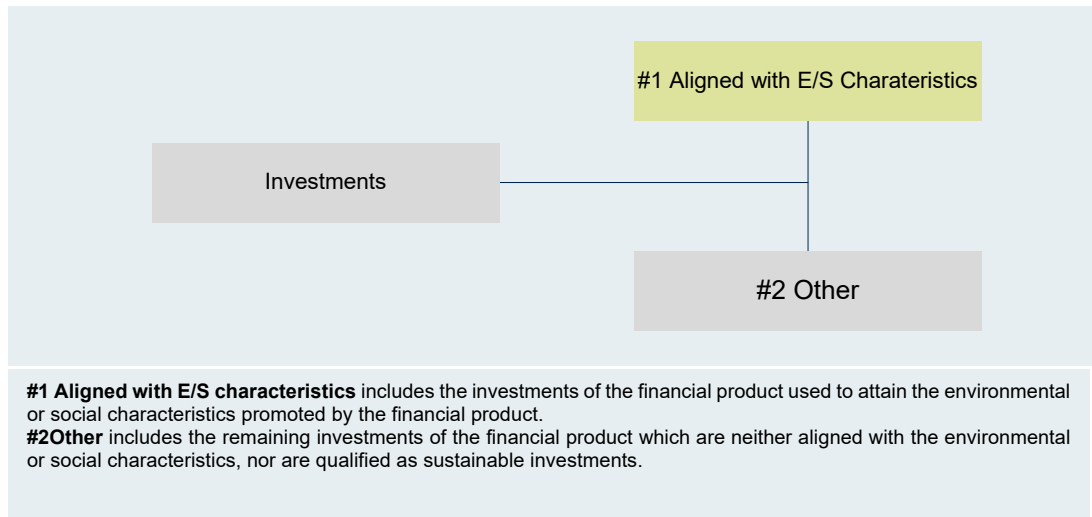 #1 Aligned with E/S Charateristics
Investments
#2 Other
#1 Aligned with E/S characteristics includes the investments of the financial product used to attain the environmental
or social characteristics promoted by the financial product.
#2Other includes the remaining investments of the financial product which are neither aligned with the environmental
or social characteristics, nor are qualified as sustainable investments.